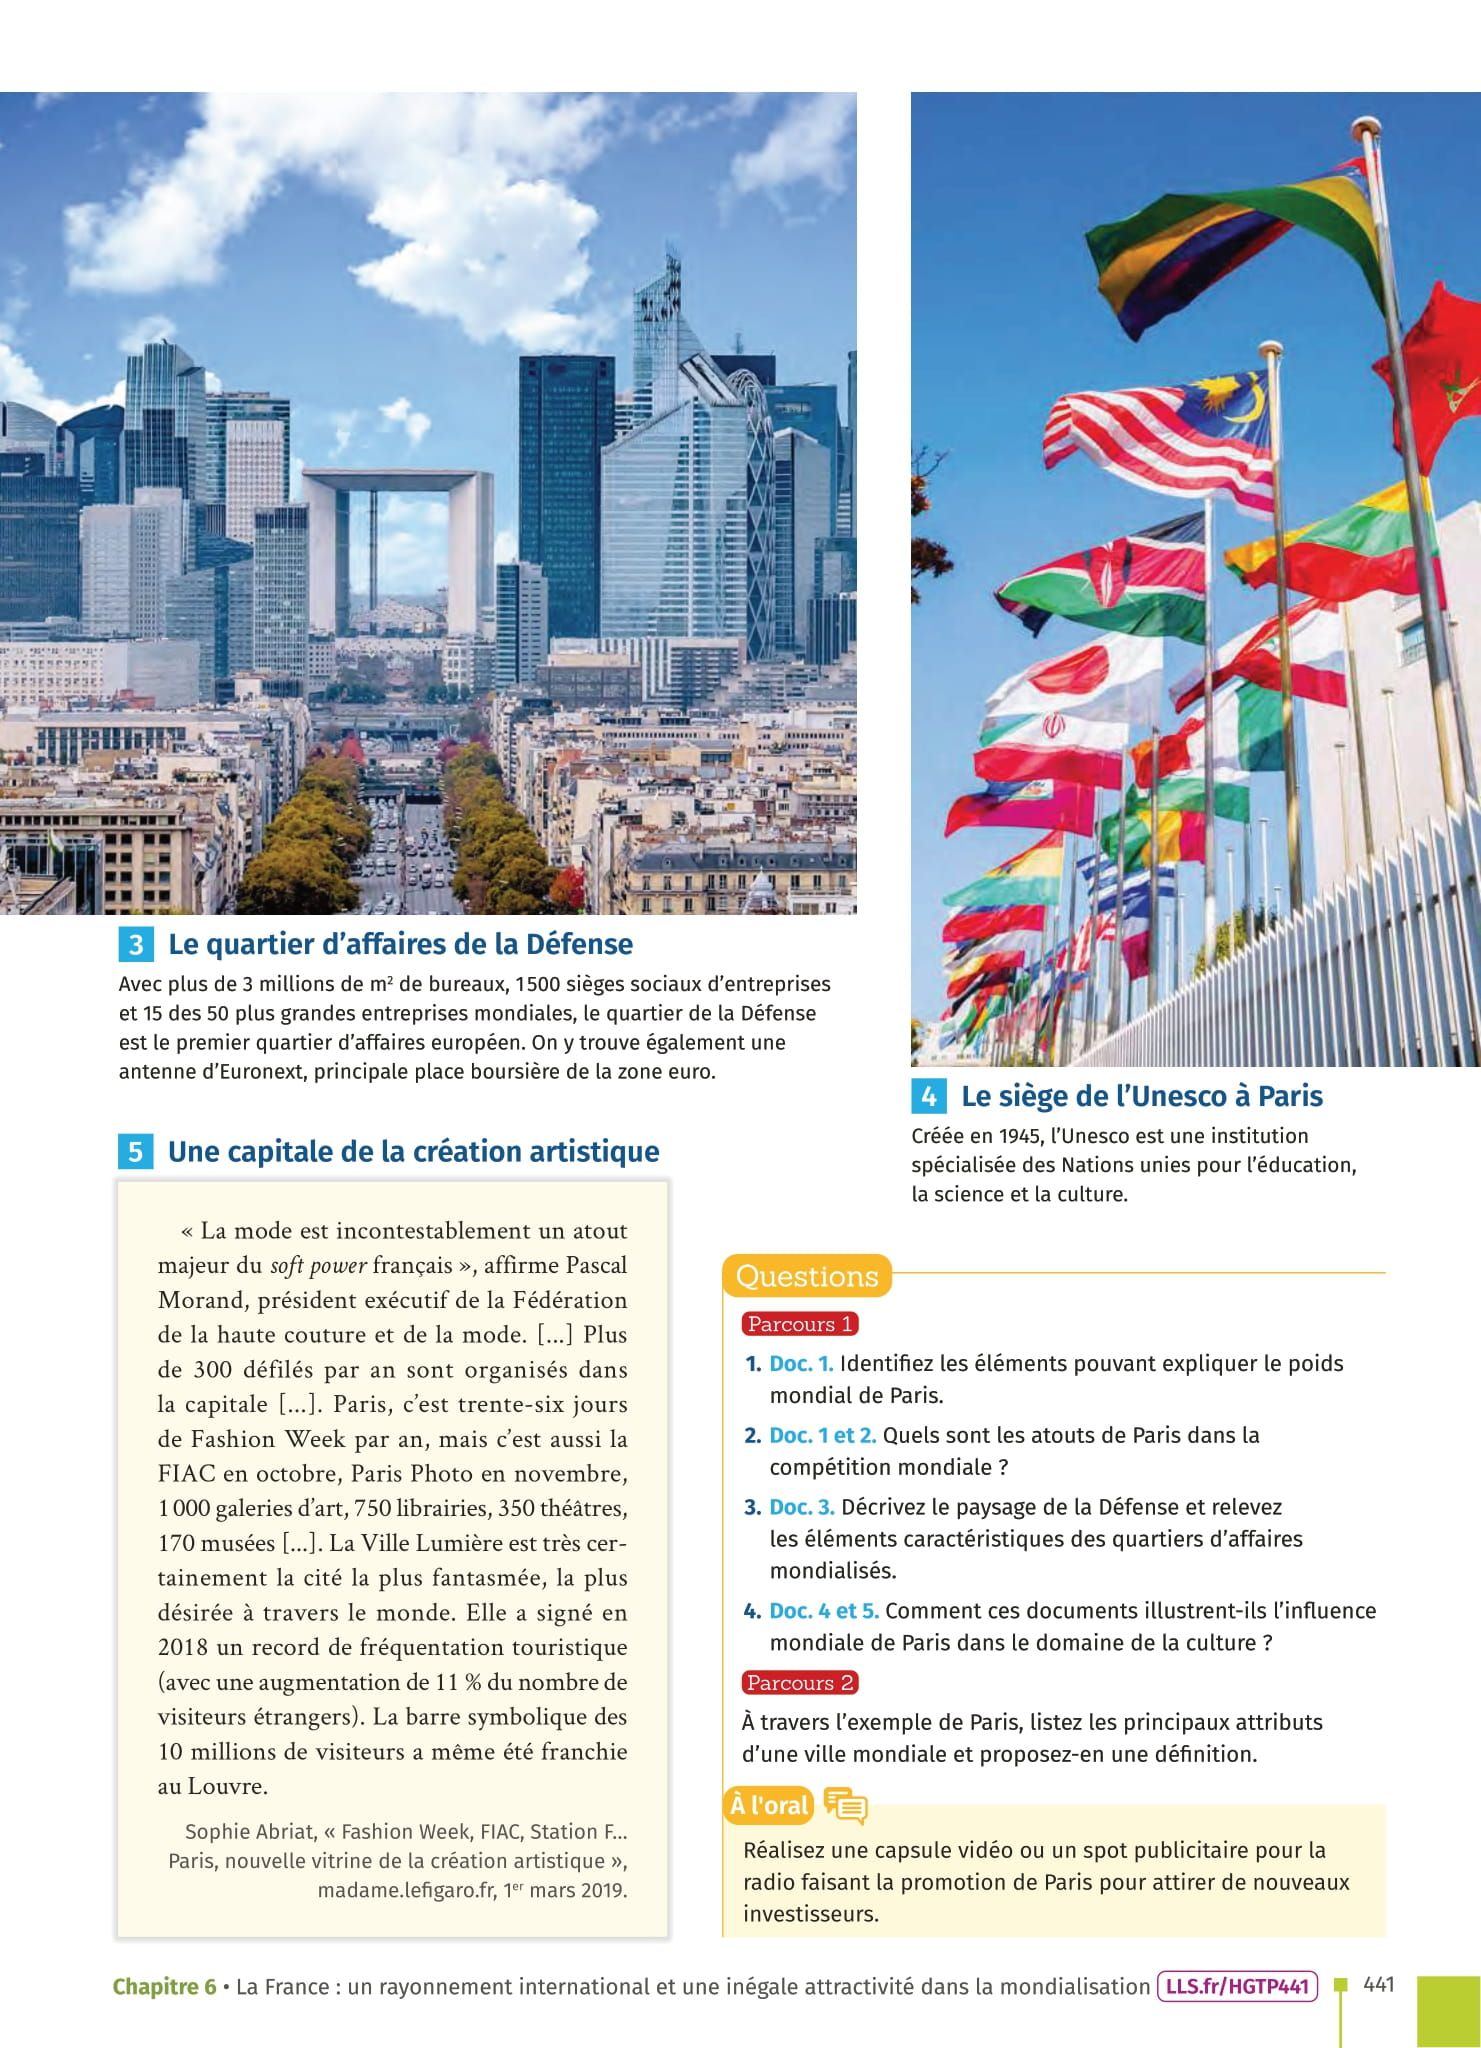 3 Le quartier d’affaires de la Défense
Avec plus de 3 millions de m² de bureaux, 1 500 sièges sociaux d’entreprises
et 15 des 50 plus grandes entreprises mondiales, le quartier de la Défense
est le premier quartier d’affaires européen. On y trouve également une
antenne d’Euronext, principale place boursière de la zone euro.
4 Le siège de l’Unesco à Paris
Créée en 1945, l’Unesco est une institution
spécialisée des Nations unies pour l’éducation,
la science et la culture.
5 Une capitale de la création artistique
« La mode est incontestablement un atout
majeur du soft power français », affirme Pascal
Morand, président exécutif de la Fédération
de la haute couture et de la mode. [...] Plus
de 300 défilés par an sont organisés dans
la capitale [...]. Paris, c’est trente-six jours
de Fashion Week par an, mais c’est aussi la
FIAC en octobre, Paris Photo en novembre,
1 000 galeries d’art, 750 librairies, 350 théâtres,
170 musées [...]. La Ville Lumière est très cer-
tainement la cité la plus fantasmée, la plus
désirée à travers le monde. Elle a signé en
2018 un record de fréquentation touristique
(avec une augmentation de 11 % du nombre de
visiteurs étrangers). La barre symbolique des
10 millions de visiteurs a même été franchie
au Louvre.
Sophie Abriat, « Fashion Week, FIAC, Station F...
Paris, nouvelle vitrine de la création artistique »,
madame.lefigaro.fr, 1er mars 2019.
Questions
Parcours 1
1. Doc. 1. Identifiez les éléments pouvant expliquer le poids
mondial de Paris.
2. Doc. 1 et 2. Quels sont les atouts de Paris dans la
compétition mondiale ?
3. Doc. 3. Décrivez le paysage de la Défense et relevez
les éléments caractéristiques des quartiers d’affaires
mondialisés.
4. Doc. 4 et 5. Comment ces documents illustrent-ils l’influence
mondiale de Paris dans le domaine de la culture ?
Parcours 2
À travers l’exemple de Paris, listez les principaux attributs
d’une ville mondiale et proposez-en une définition.
À l'oral
Réalisez une capsule vidéo ou un spot publicitaire pour la
radio faisant la promotion de Paris pour attirer de nouveaux
investisseurs.
Chapitre 6 • La France : un rayonnement international et une inégale attractivité dans la mondialisation LLS.fr/HGTP441 441